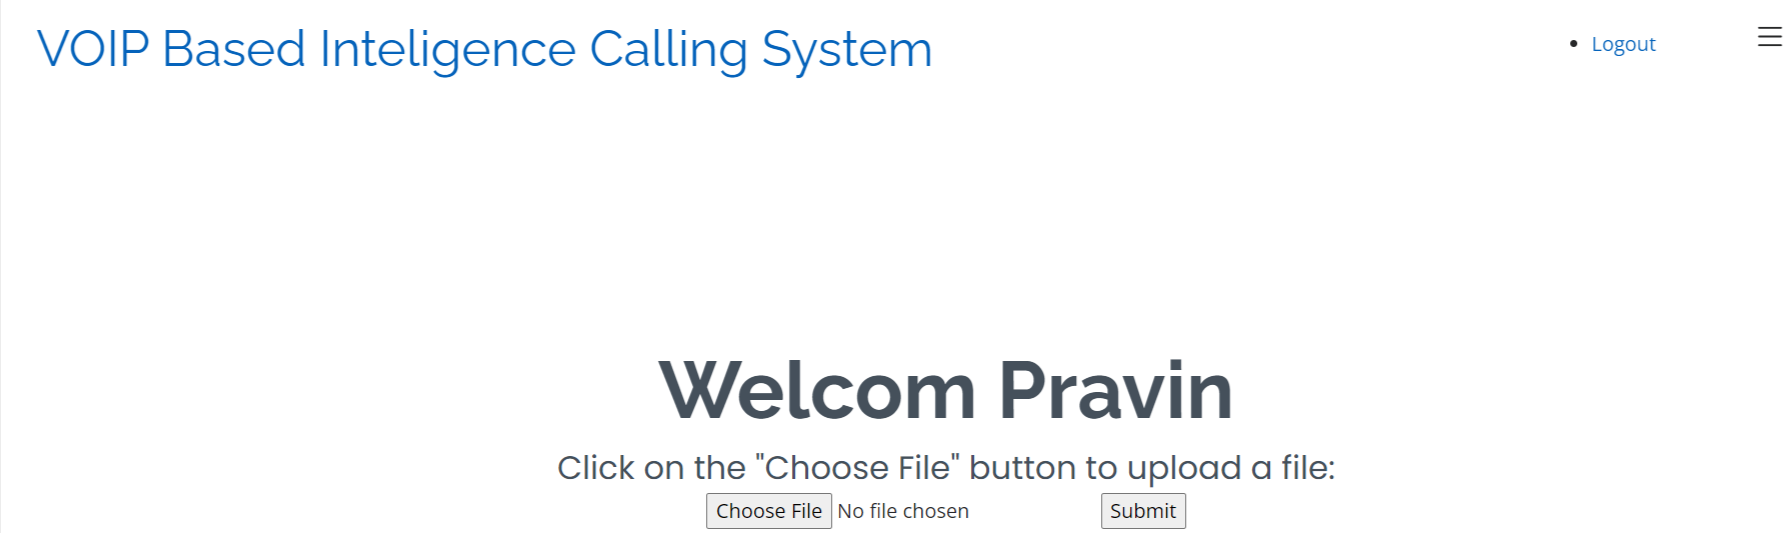 VOIP Based Inteligence Calling System
• Logout
Welcom Pravin
Click on the "Choose File" button to upload a file:
Choose File No file chosen Submit